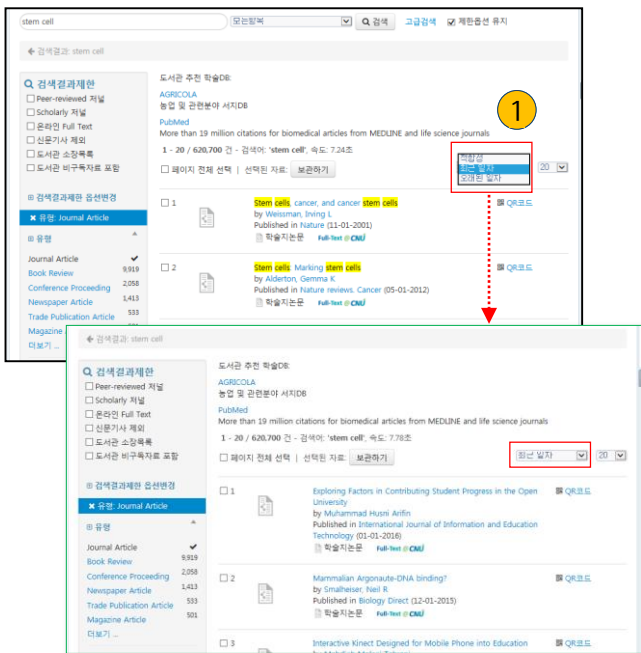 stem cell
모든항목
검색
고급검색
제한옵션 유지
검색결과: stem cell
검색결과제한
Peer-reviewed 저널
Scholarly 저널
온라인 Full Text
신문기사 제외
도서관 소장목록
도서관 비구독자료 포함
검색결과제한 옵션변경
유형: Journal Article
유형
Journal Article
Book Review 9,919
Conference Proceeding 2,058
Newspaper Article 1,413
Trade Publication Article 533
Magazine
더보기 ...
도서관 추천 학술DB:
AGRICOLA
농업 및 관련분야 서지DB
PubMed
More than 19 million citations for biomedical articles from MEDLINE and life science journals
1 - 20 / 620,700 건 - 검색어: 'stem cell', 속도: 7.24초
페이지 전체 선택 | 선택된 자료: 보관하기
1
적합성
최근 일자
오래된 일자
20
1
Stem cells, cancer, and cancer stem cells
by Weissman, Irving L
Published in Nature (11-01-2001)
학술지논문 Full-Text @ CNU
QR코드
2
Stem cells: Marking stem cells
by Alderton, Gemma K
Published in Nature reviews. Cancer (05-01-2012)
학술지논문 Full-Text @ CNU
QR코드
검색결과: stem cell
검색결과제한
Peer-reviewed 저널
Scholarly 저널
온라인 Full Text
신문기사 제외
도서관 소장목록
도서관 비구독자료 포함
검색결과제한 옵션변경
유형: Journal Article
유형
Journal Article
Book Review 9,919
Conference Proceeding 2,058
Newspaper Article 1,413
Trade Publication Article 533
Magazine Article 501
더보기 ...
도서관 추천 학술DB:
AGRICOLA
농업 및 관련분야 서지DB
PubMed
More than 19 million citations for biomedical articles from MEDLINE and life science journals
1 - 20 / 620,700 건 - 검색어: 'stem cell', 속도: 7.78초
페이지 전체 선택 | 선택된 자료: 보관하기
최근 일자
20
1
Exploring Factors in Contributing Student Progress in the Open
University
by Muhammad Husni Arifin
Published in International Journal of Information and Education
Technology (01-01-2016)
학술지논문 Full-Text @ CNU
QR코드
2
Mammalian Argonaute-DNA binding?
by Smalheiser, Neil R
Published in Biology Direct (12-01-2015)
학술지논문 Full-Text @ CNU
QR코드
3
Interactive Kinect Designed for Mobile Phone into Education
QR코드